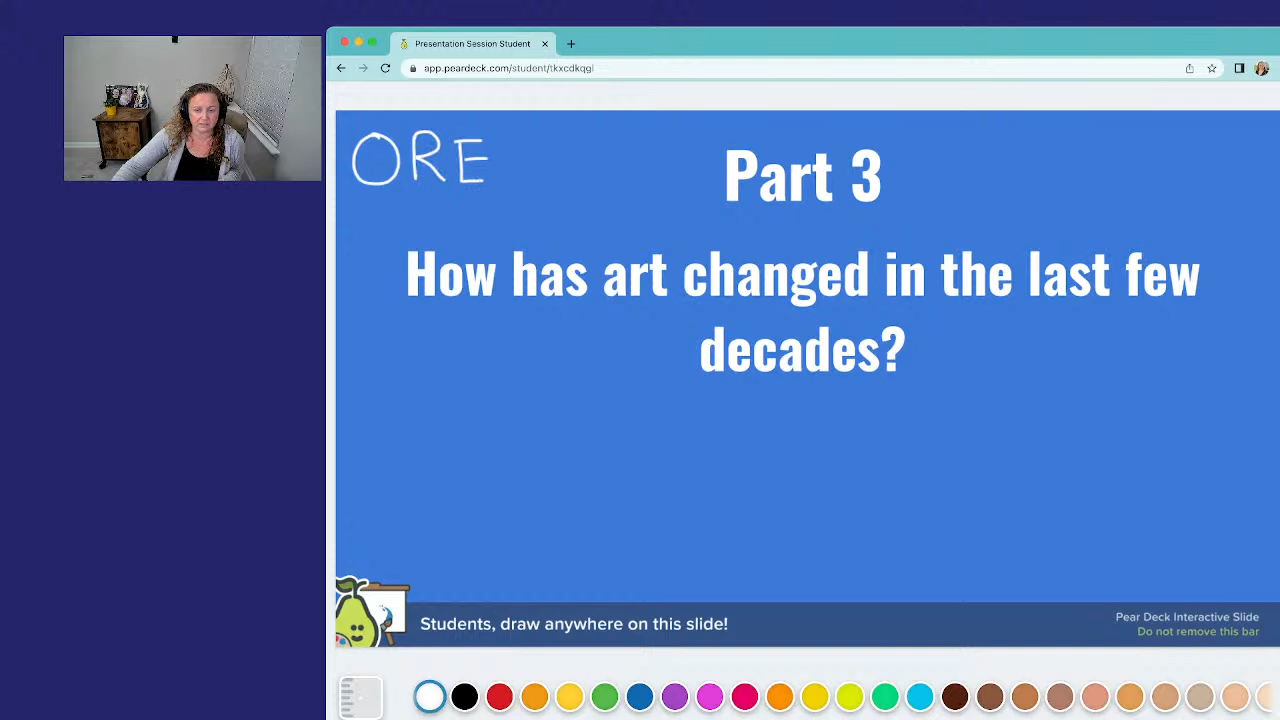 Presentation Session Student
app.peardeck.com/student/tkxcdkqgl
ORE
Part 3
How has art changed in the last few
decades?
Students, draw anywhere on this slide!
Pear Deck Interactive Slide
Do not remove this bar